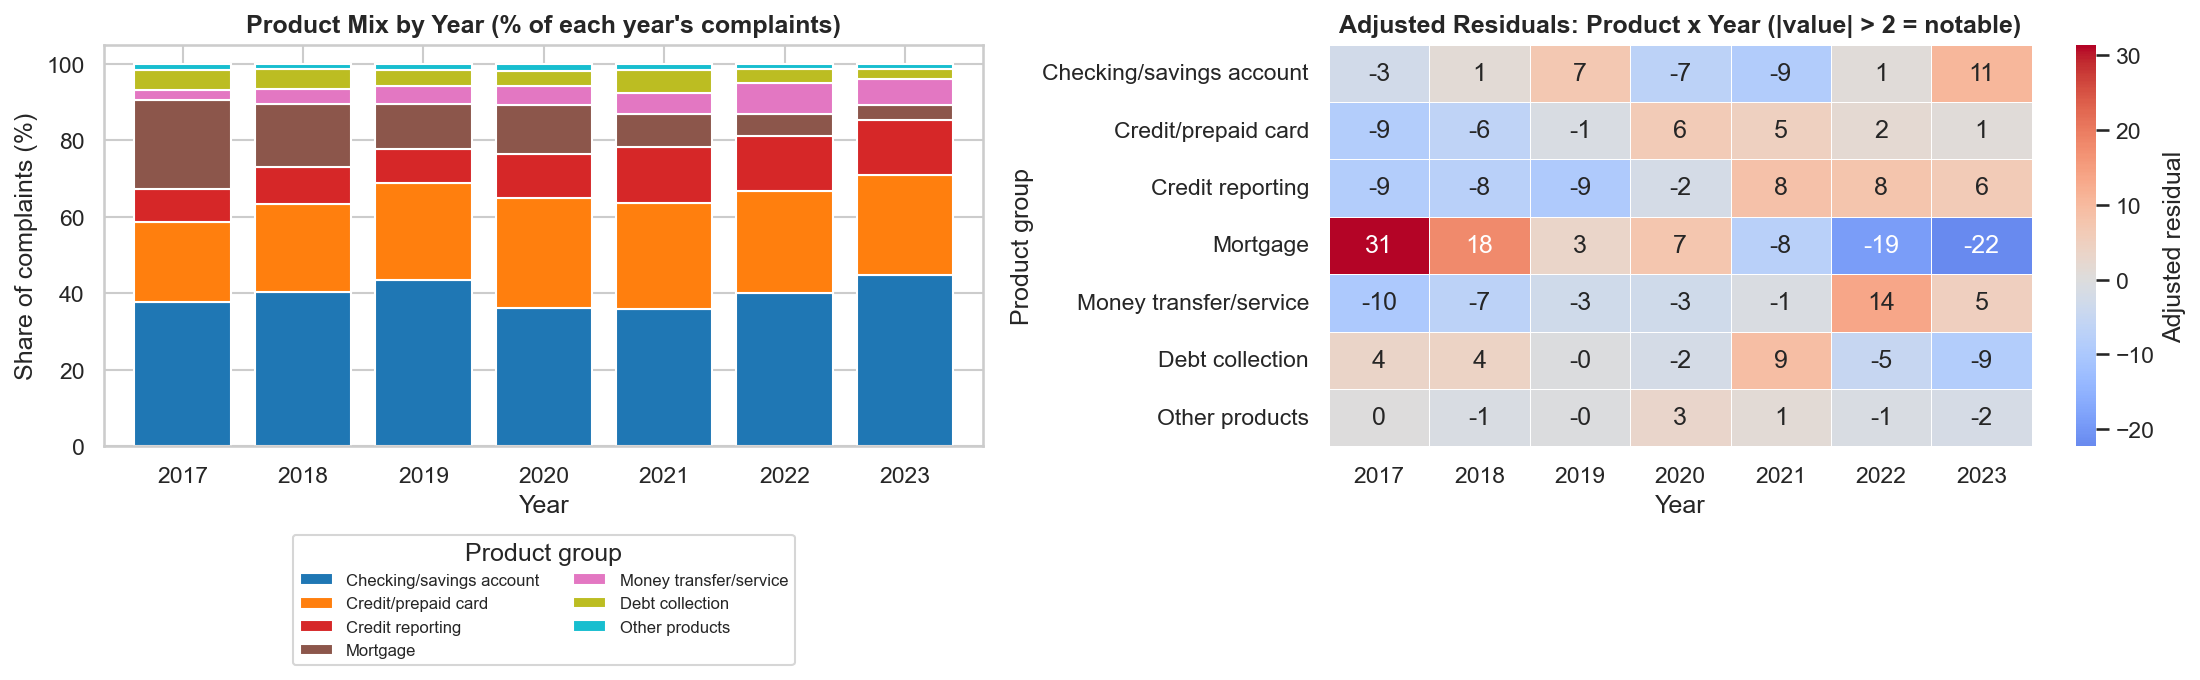 Product Mix by Year (% of each year's complaints)
Share of complaints (%)
100
80
60
40
20
0
2017 2018 2019 2020 2021 2022 2023
Year
Product group
Checking/savings account
Credit/prepaid card
Credit reporting
Mortgage
Money transfer/service
Debt collection
Other products
Adjusted Residuals: Product x Year (|value| > 2 = notable)
Product group
Checking/savings account -3 1 7 -7 -9 1 11
Credit/prepaid card -9 -6 -1 6 5 2 1
Credit reporting -9 -8 -9 -2 8 8 6
Mortgage 31 18 3 7 -8 -19 -22
Money transfer/service -10 -7 -3 -3 -1 14 5
Debt collection 4 4 -0 -2 9 -5 -9
Other products 0 -1 -0 3 1 -1 -2
2017 2018 2019 2020 2021 2022 2023
Year
30
20
10
0
−10
−20
Adjusted residual